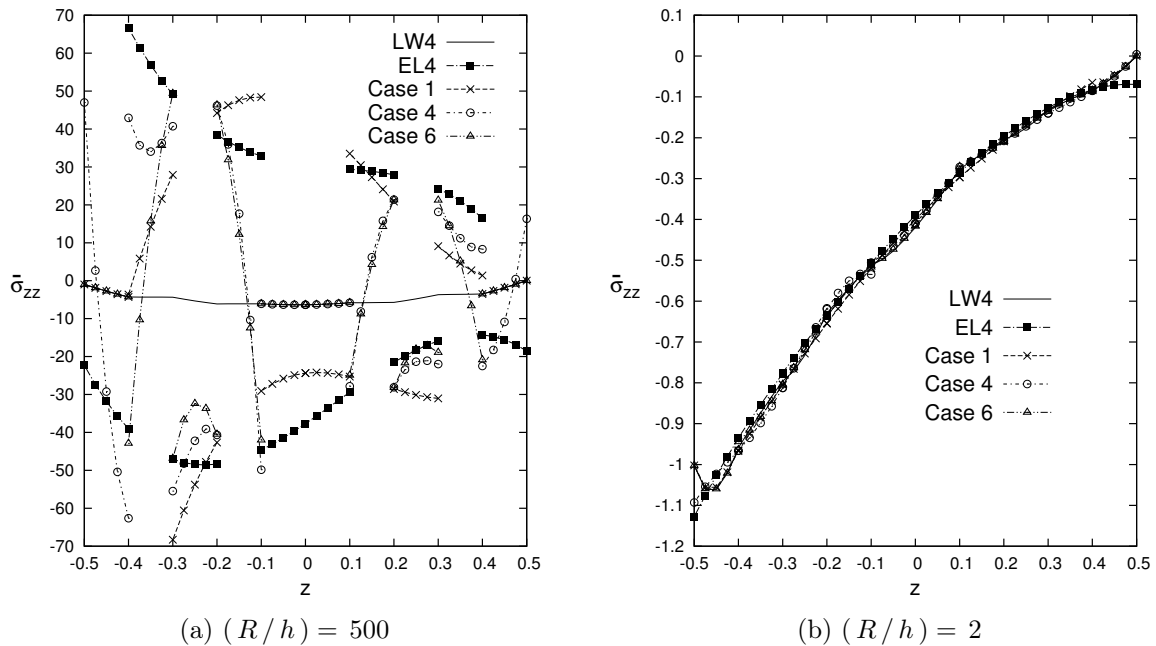 70
60
50
40
30
20
10
0
-10
-20
-30
-40
-50
-60
-70
σ̄zz
-0.5 -0.4 -0.3 -0.2 -0.1 0 0.1 0.2 0.3 0.4 0.5
z
LW4
EL4
Case 1
Case 4
Case 6
(a) (R/h) = 500
0
-0.1
-0.2
-0.3
-0.4
-0.5
-0.6
-0.7
-0.8
-0.9
-1
-1.1
-1.2
σ̄zz
-0.5 -0.4 -0.3 -0.2 -0.1 0 0.1 0.2 0.3 0.4 0.5
z
LW4
EL4
Case 1
Case 4
Case 6
(b) (R/h) = 2